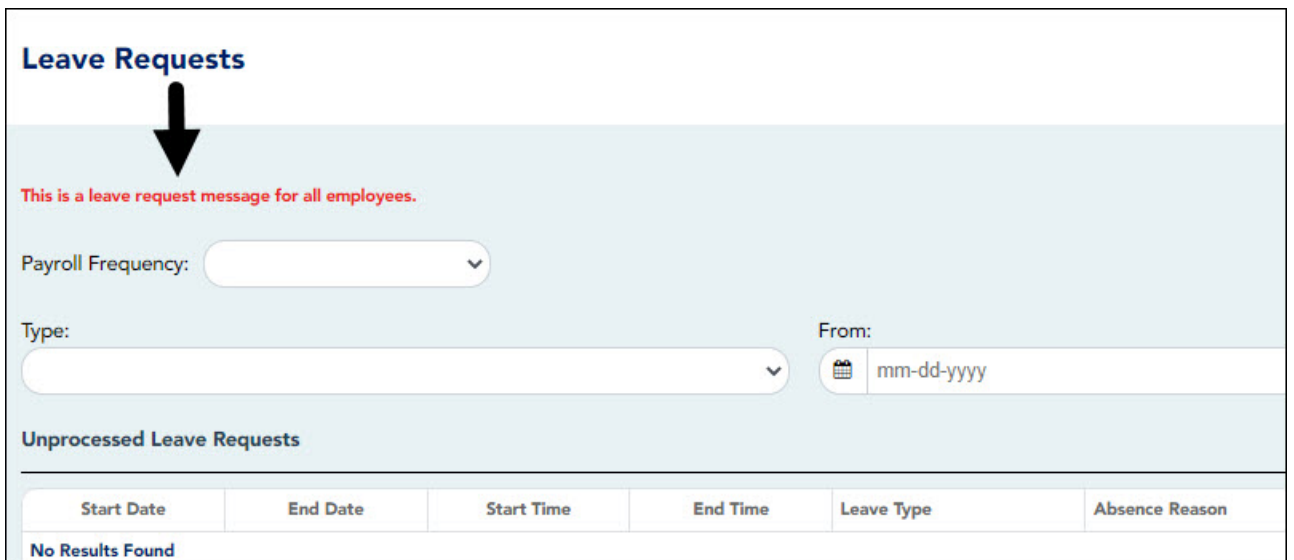 Leave Requests
This is a leave request message for all employees.
Payroll Frequency:
Type: From:
mm-dd-yyyy
Unprocessed Leave Requests
Start Date End Date Start Time End Time Leave Type Absence Reason
No Results Found